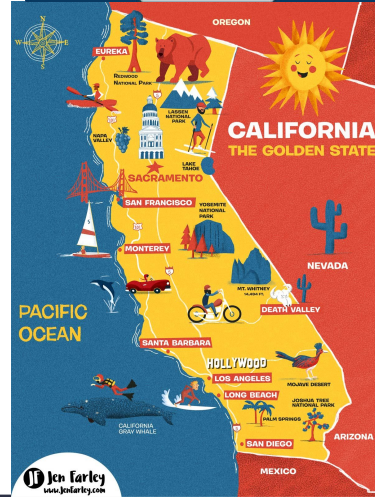 OREGON
N
W
E
S
EUREKA
REDWOOD
NATIONAL PARK
LASSEN
NATIONAL
PARK
CALIFORNIA
THE GOLDEN STATE
NAPA
VALLEY
LAKE
TAHOE
SACRAMENTO
SAN FRANCISCO
YOSEMITE
NATIONAL
PARK
MONTEREY
NEVADA
MT. WHITNEY
DEATH VALLEY
PACIFIC
OCEAN
SANTA BARBARA
HOLLYWOOD
LOS ANGELES
MOJAVE DESERT
LONG BEACH
JOSHUA TREE
NATIONAL PARK
PALM SPRINGS
CALIFORNIA
GRAY WHALE
ARIZONA
SAN DIEGO
MEXICO
JF Jen Farley
www.jenfarley.com